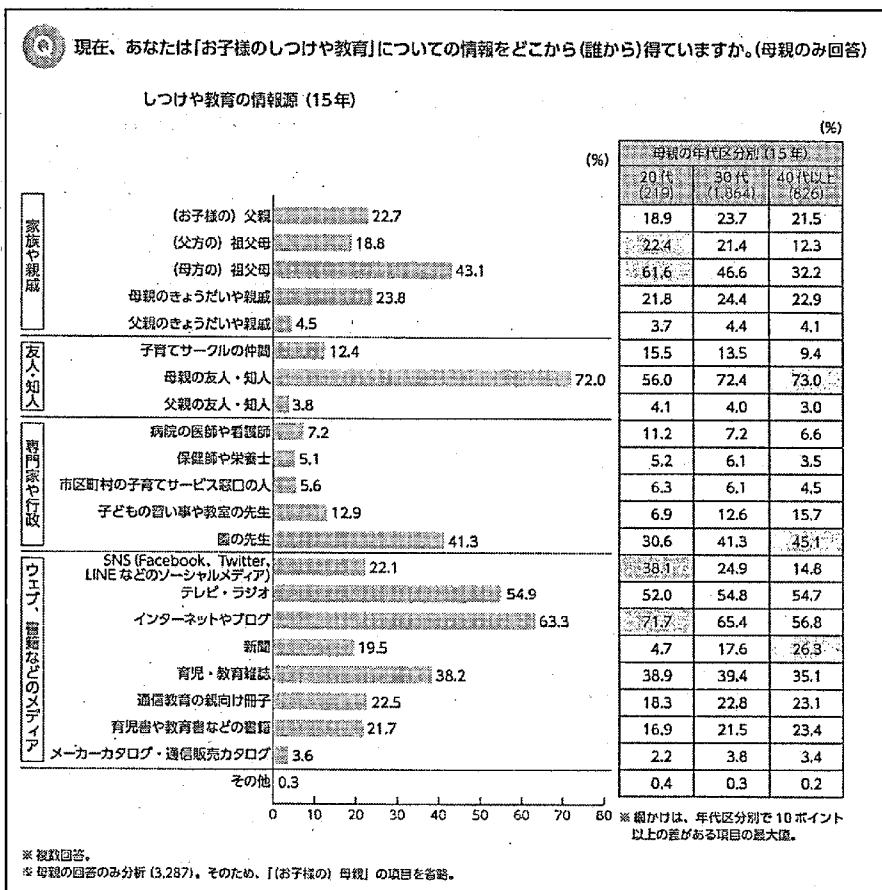 Q 現在、あなたは「お子様のしつけや教育」についての情報をどこから(誰から)得ていますか。(母親のみ回答)
しつけや教育の情報源(15年)
(%)
(%)
母親の年代区分別(15年)
20代 30代 40代以上
(219) (1,864) (826)
家族や親戚
(お子様の)父親 22.7 18.9 23.7 21.5
(父方の)祖父母 18.8 22.4 21.4 12.3
(母方の)祖父母 43.1 61.6 46.6 32.2
母親のきょうだいや親戚 23.8 21.8 24.4 22.9
父親のきょうだいや親戚 4.5 3.7 4.4 4.1
友人・知人
子育てサークルの仲間 12.4 15.5 13.5 9.4
母親の友人・知人 72.0 56.0 72.4 73.0
父親の友人・知人 3.8 4.1 4.0 3.0
専門家や行政
病院の医師や看護師 7.2 11.2 7.2 6.6
保健師や栄養士 5.1 5.2 6.1 3.5
市区町村の子育てサービス窓口の人 5.6 6.3 6.1 4.5
子どもの習い事や教室の先生 12.9 6.9 12.6 15.7
園の先生 41.3 30.6 41.3 45.1
ウェブ、書籍などのメディア
SNS(Facebook、Twitter、
LINEなどのソーシャルメディア) 22.1 38.1 24.9 14.8
テレビ・ラジオ 54.9 52.0 54.8 54.7
インターネットやブログ 63.3 71.7 65.4 56.8
新聞 19.5 4.7 17.6 26.3
育児・教育雑誌 38.2 38.9 39.4 35.1
通信教育の親向け冊子 22.5 18.3 22.8 23.1
育児書や教育書などの書籍 21.7 16.9 21.5 23.4
メーカーカタログ・通信販売カタログ 3.6 2.2 3.8 3.4
その他 0.3 0.4 0.3 0.2
0 10 20 30 40 50 60 70 80
※網かけは、年代区分別で10ポイント
以上の差がある項目の最大値。
※複数回答。
※母親の回答のみ分析(3,287)。そのため、「(お子様の)母親」の項目を省略。